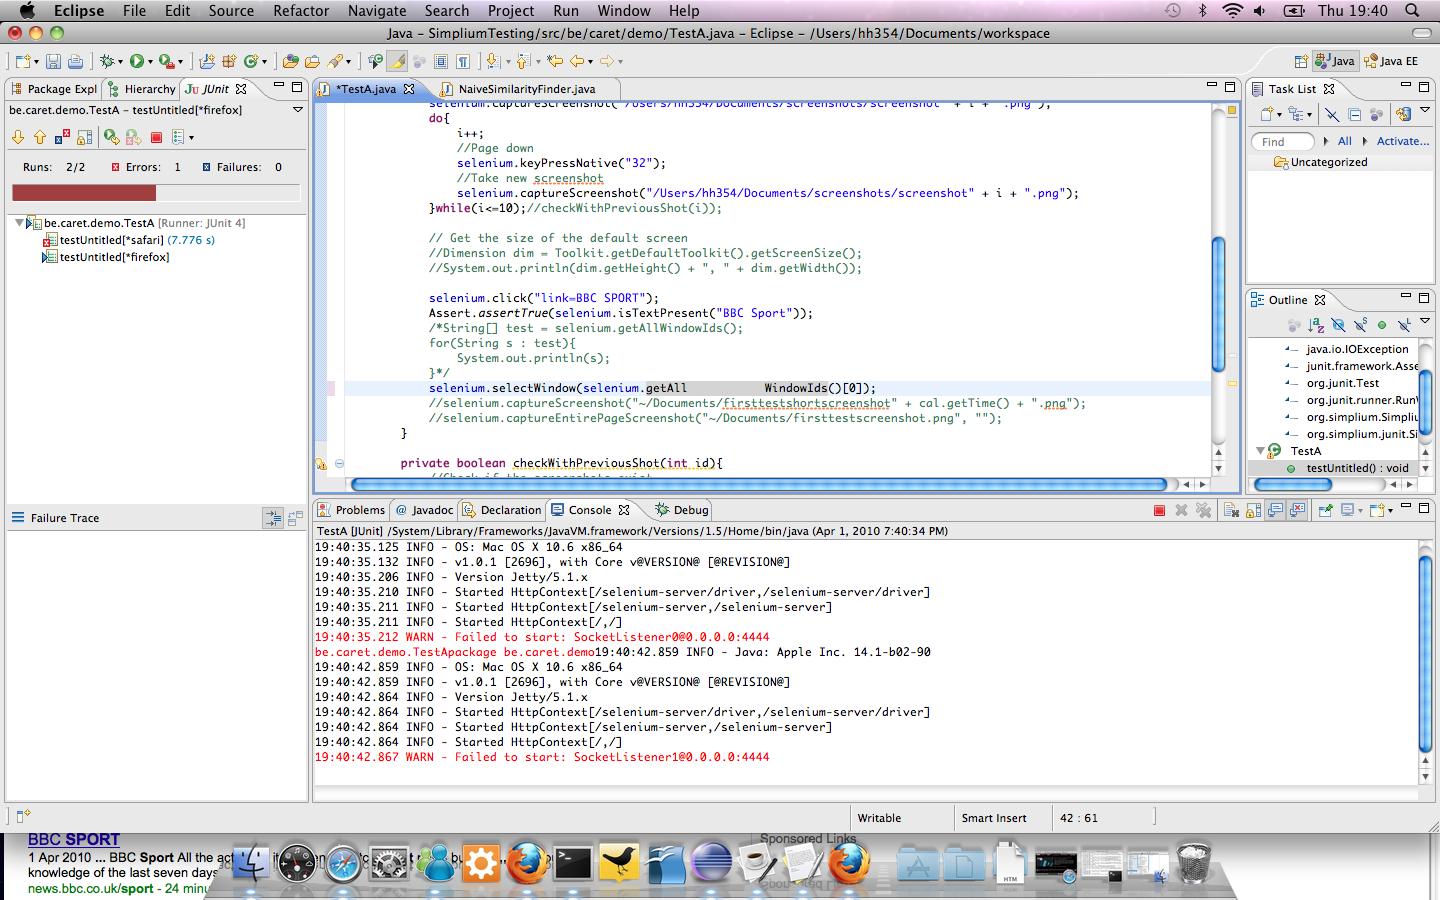 Eclipse File Edit Source Refactor Navigate Search Project Run Window Help Thu 19:40
Java – SimpliumTesting/src/be/caret/demo/TestA.java – Eclipse – /Users/hh354/Documents/workspace
Java Java EE
Package Expl Hierarchy JUnit
be.caret.demo.TestA – testUntitled[*firefox]
Runs: 2/2 Errors: 1 Failures: 0
be.caret.demo.TestA [Runner: JUnit 4]
testUntitled[*safari] (7.776 s)
testUntitled[*firefox]
Failure Trace
*TestA.java NaiveSimilarityFinder.java
selenium.captureScreenshot("/Users/hh354/Documents/screenshots/screenshot" + i + ".png");
do{
i++;
//Page down
selenium.keyPressNative("32");
//Take new screenshot
selenium.captureScreenshot("/Users/hh354/Documents/screenshots/screenshot" + i + ".png");
}while(i<=10);//checkWithPreviousShot(i));
// Get the size of the default screen
//Dimension dim = Toolkit.getDefaultToolkit().getScreenSize();
//System.out.println(dim.getHeight() + ", " + dim.getWidth());
selenium.click("link=BBC SPORT");
Assert.assertTrue(selenium.isTextPresent("BBC Sport"));
/*String[] test = selenium.getAllWindowIds();
for(String s : test){
System.out.println(s);
}*/
selenium.selectWindow(selenium.getAll WindowIds()[0]);
//selenium.captureScreenshot("~/Documents/firsttestshortscreenshot" + cal.getTime() + ".png");
//selenium.captureEntirePageScreenshot("~/Documents/firsttestscreenshot.png", "");
}
private boolean checkWithPreviousShot(int id){
//Check if the screenshots exist
Task List
Find All Activate...
Uncategorized
Outline
java.io.IOException
junit.framework.Asse
org.junit.Test
org.junit.runner.RunW
org.simplium.Simpliu
org.simplium.junit.Si
TestA
testUntitled() : void
Problems Javadoc Declaration Console Debug
TestA [JUnit] /System/Library/Frameworks/JavaVM.framework/Versions/1.5/Home/bin/java (Apr 1, 2010 7:40:34 PM)
19:40:35.125 INFO - OS: Mac OS X 10.6 x86_64
19:40:35.132 INFO - v1.0.1 [2696], with Core v@VERSION@ [@REVISION@]
19:40:35.206 INFO - Version Jetty/5.1.x
19:40:35.210 INFO - Started HttpContext[/selenium-server/driver,/selenium-server/driver]
19:40:35.211 INFO - Started HttpContext[/selenium-server,/selenium-server]
19:40:35.211 INFO - Started HttpContext[/,/]
19:40:35.212 WARN - Failed to start: SocketListener0@0.0.0.0:4444
be.caret.demo.TestApackage be.caret.demo19:40:42.859 INFO - Java: Apple Inc. 14.1-b02-90
19:40:42.859 INFO - OS: Mac OS X 10.6 x86_64
19:40:42.859 INFO - v1.0.1 [2696], with Core v@VERSION@ [@REVISION@]
19:40:42.864 INFO - Version Jetty/5.1.x
19:40:42.864 INFO - Started HttpContext[/selenium-server/driver,/selenium-server/driver]
19:40:42.864 INFO - Started HttpContext[/selenium-server,/selenium-server]
19:40:42.864 INFO - Started HttpContext[/,/]
19:40:42.867 WARN - Failed to start: SocketListener1@0.0.0.0:4444
Writable Smart Insert 42 : 61
BBC SPORT
1 Apr 2010 ... BBC Sport All the act
knowledge of the last seven days
news.bbc.co.uk/sport - 24 minu
Sponsored Links
HTM